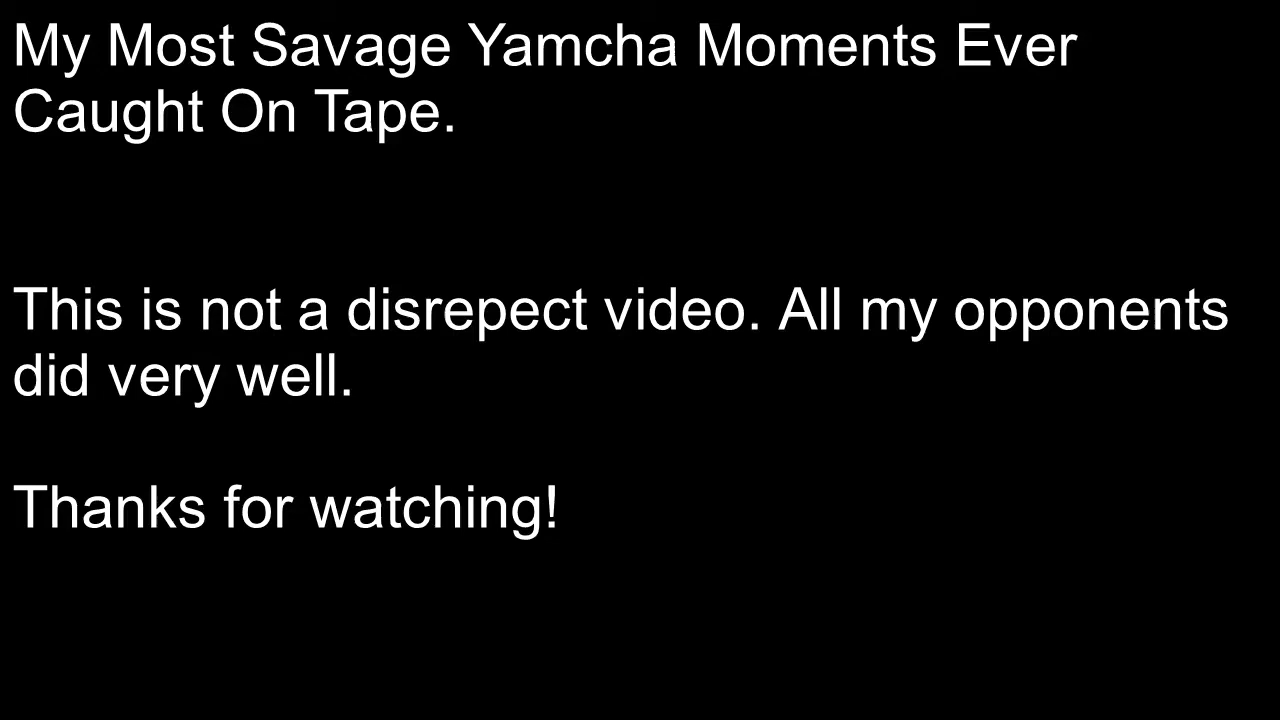 My Most Savage Yamcha Moments Ever
Caught On Tape.
This is not a disrepect video. All my opponents
did very well.
Thanks for watching!